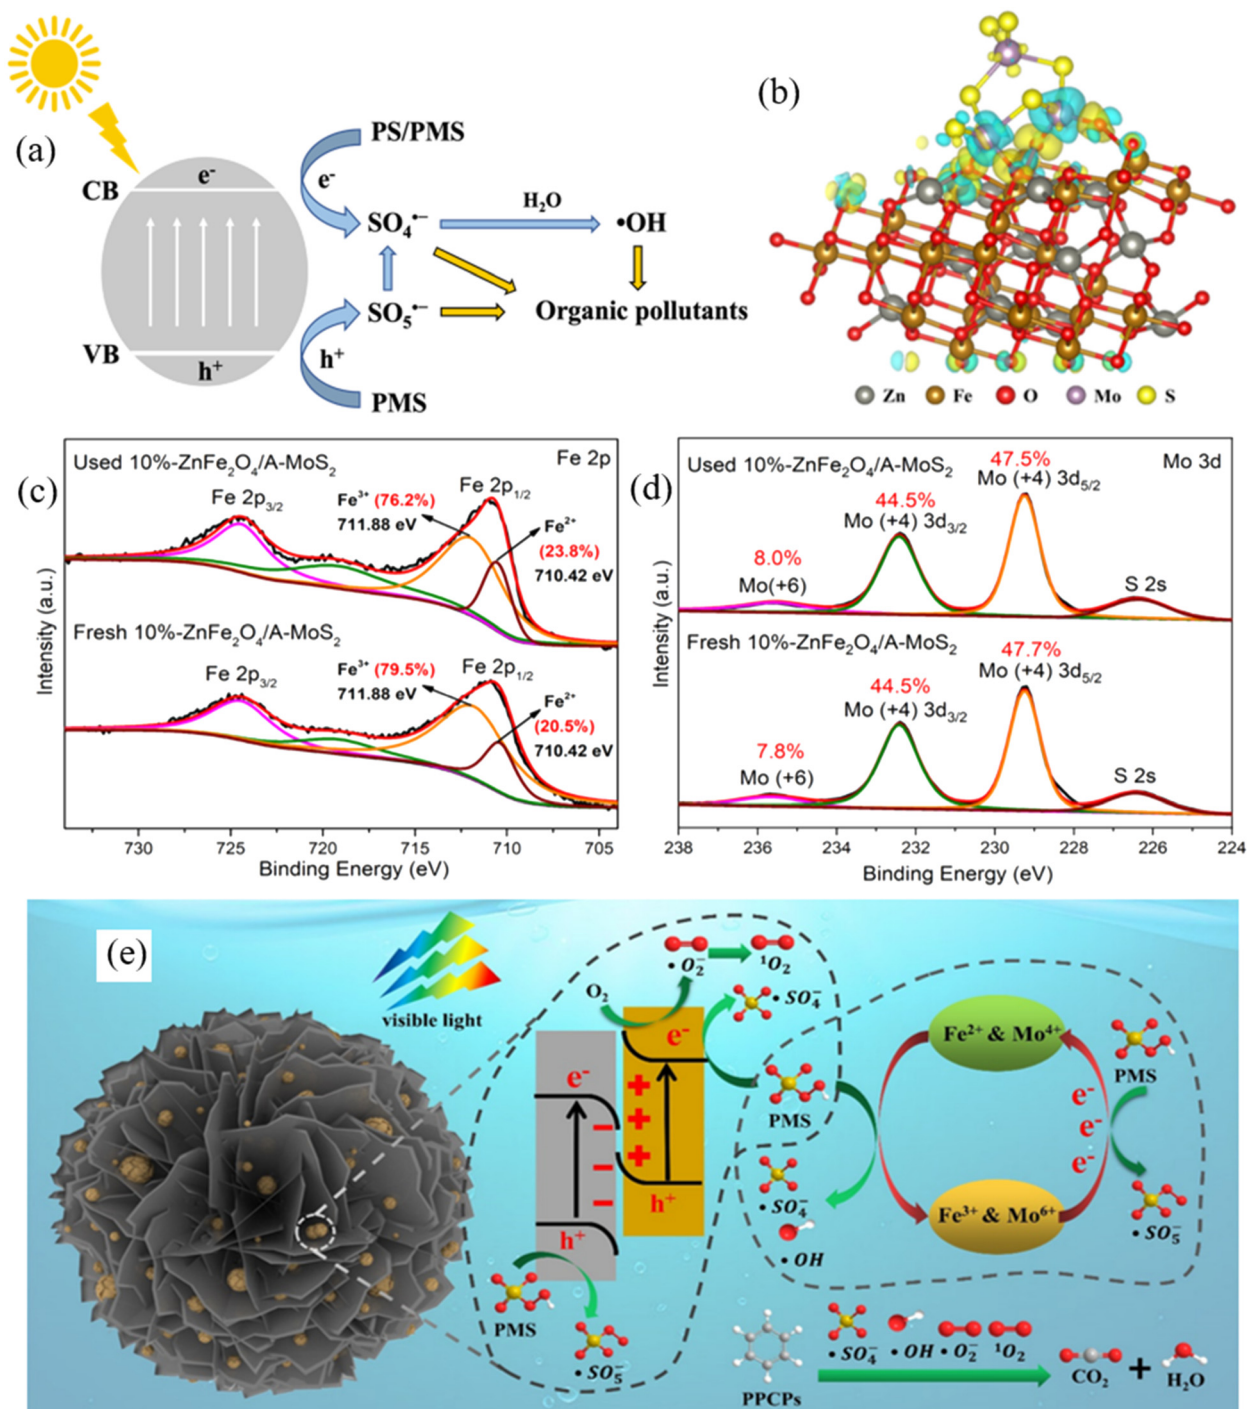 (a)
PS/PMS
CB
e⁻
e⁻
SO₄•−
H₂O
•OH
SO₅•−
Organic pollutants
VB
h⁺
h⁺
PMS
(b)
Zn Fe O Mo S
(c)
Used 10%-ZnFe₂O₄/A-MoS₂
Fe 2p
Fe 2p₃/₂
Fe³⁺ (76.2%)
711.88 eV
Fe 2p₁/₂
Fe²⁺
(23.8%)
710.42 eV
Fresh 10%-ZnFe₂O₄/A-MoS₂
Fe 2p₃/₂
Fe³⁺ (79.5%)
711.88 eV
Fe 2p₁/₂
Fe²⁺
(20.5%)
710.42 eV
Intensity (a.u.)
730 725 720 715 710 705
Binding Energy (eV)
(d)
Used 10%-ZnFe₂O₄/A-MoS₂
Mo 3d
47.5%
Mo (+4) 3d₅/₂
44.5%
Mo (+4) 3d₃/₂
8.0%
Mo(+6)
S 2s
Fresh 10%-ZnFe₂O₄/A-MoS₂
47.7%
Mo (+4) 3d₅/₂
44.5%
Mo (+4) 3d₃/₂
7.8%
Mo (+6)
S 2s
Intensity (a.u.)
238 236 234 232 230 228 226 224
Binding Energy (eV)
(e)
visible light
O₂
•O₂⁻
¹O₂
•SO₄⁻
e⁻
e⁻
+
+
+
−
−
−
h⁺
h⁺
PMS
•SO₅⁻
PMS
•SO₄⁻
•OH
Fe²⁺ & Mo⁴⁺
Fe³⁺ & Mo⁶⁺
PMS
e⁻
e⁻
e⁻
•SO₅⁻
PPCPs
•SO₄⁻ •OH •O₂⁻ ¹O₂
CO₂ + H₂O